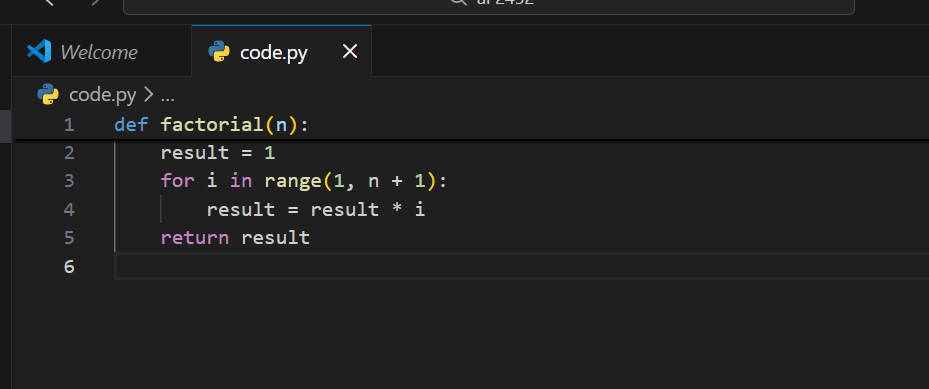 Welcome
code.py
code.py > ...
1 def factorial(n):
2     result = 1
3     for i in range(1, n + 1):
4         result = result * i
5     return result
6